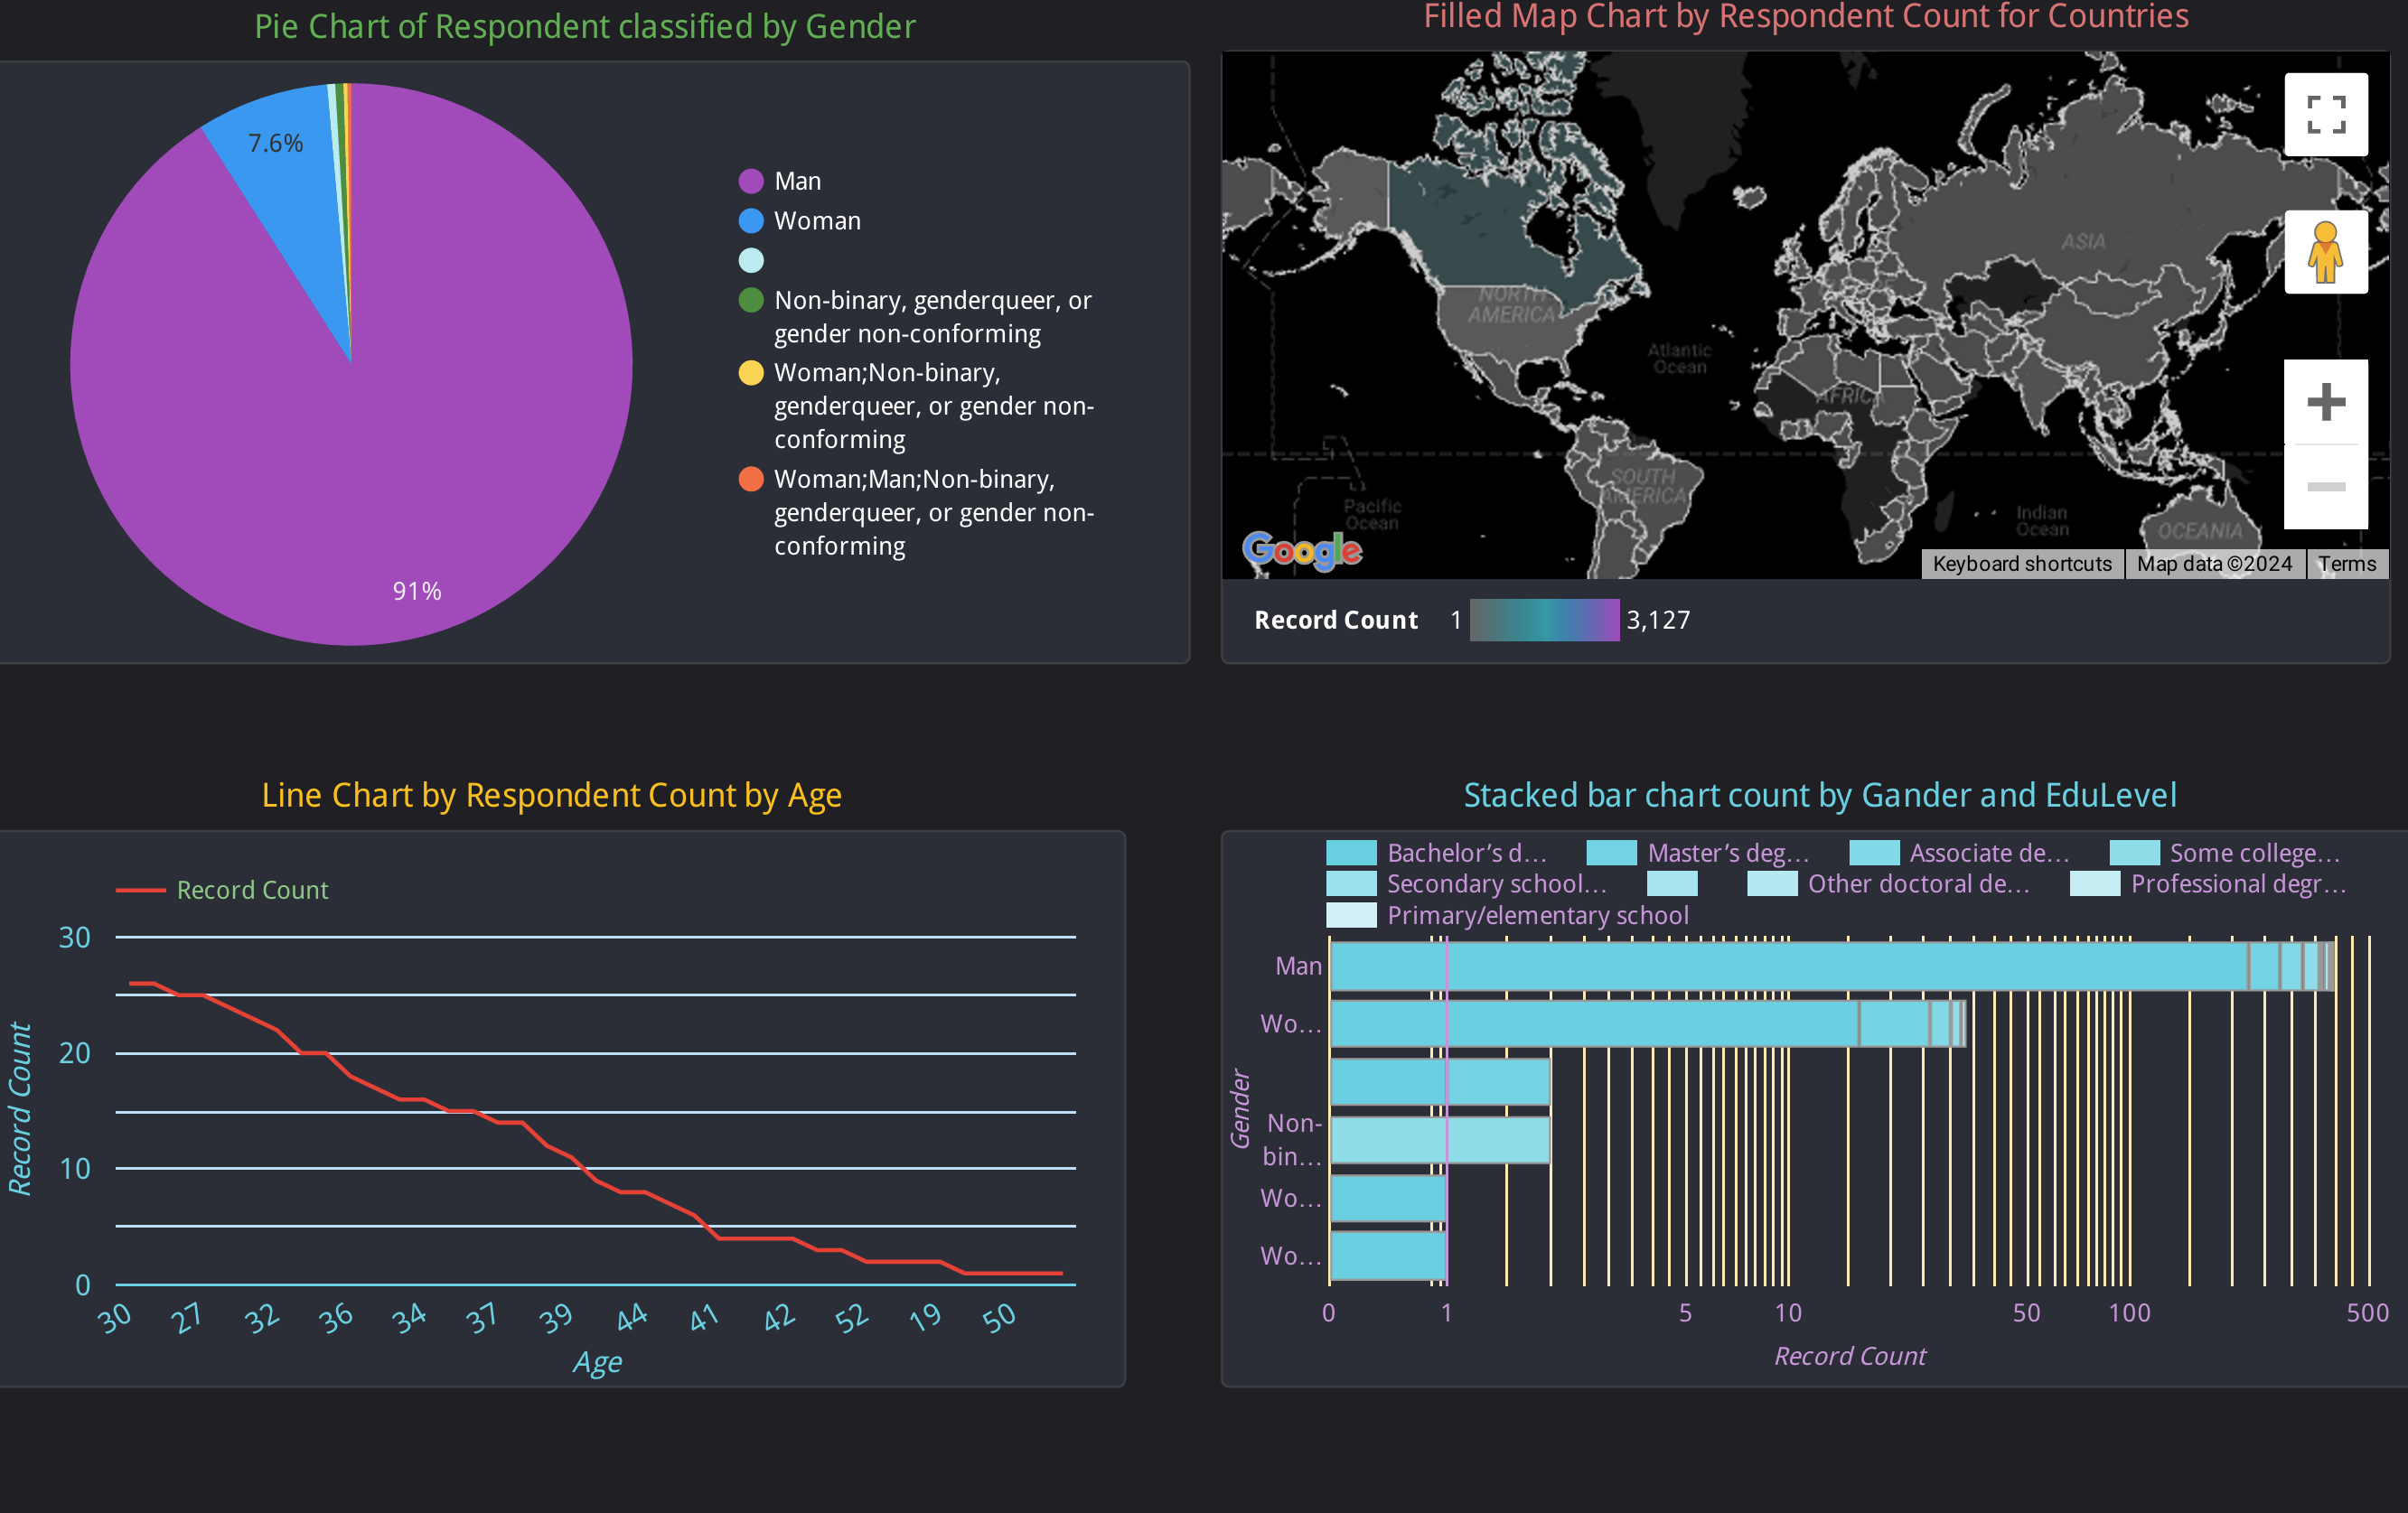 Pie Chart of Respondent classified by Gender
7.6%
91%
Man
Woman
Non-binary, genderqueer, or
gender non-conforming
Woman;Non-binary,
genderqueer, or gender non-
conforming
Woman;Man;Non-binary,
genderqueer, or gender non-
conforming
Filled Map Chart by Respondent Count for Countries
ASIA
NORTH
AMERICA
Atlantic
Ocean
AFRICA
SOUTH
AMERICA
Pacific
Ocean
Indian
Ocean
OCEANIA
Google
Keyboard shortcuts
Map data ©2024
Terms
Record Count 1 3,127
Line Chart by Respondent Count by Age
Record Count
30
20
10
0
Record Count
30 27 32 36 34 37 39 44 41 42 52 19 50
Age
Stacked bar chart count by Gander and EduLevel
Bachelor’s d… Master’s deg… Associate de… Some college…
Secondary school… Other doctoral de… Professional degr…
Primary/elementary school
Man
Wo…
Non-
bin…
Wo…
Wo…
Gender
0 1 5 10 50 100 500
Record Count